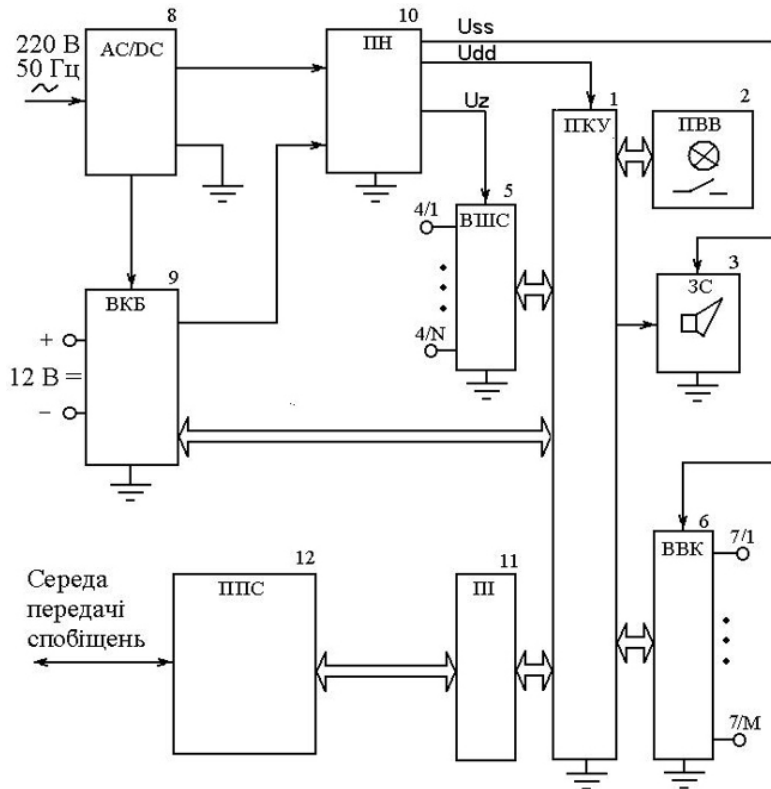 8
AC/DC
220 В
50 Гц
~
10
ПН
Uss
Udd
Uz
1
ПКУ
2
ПВВ
5
ВШС
4/1
4/N
3
ЗС
9
ВКБ
+
12 В =
−
6
ВВК
7/1
7/M
12
ППС
11
ПІ
Середа
передачі
спобіщень